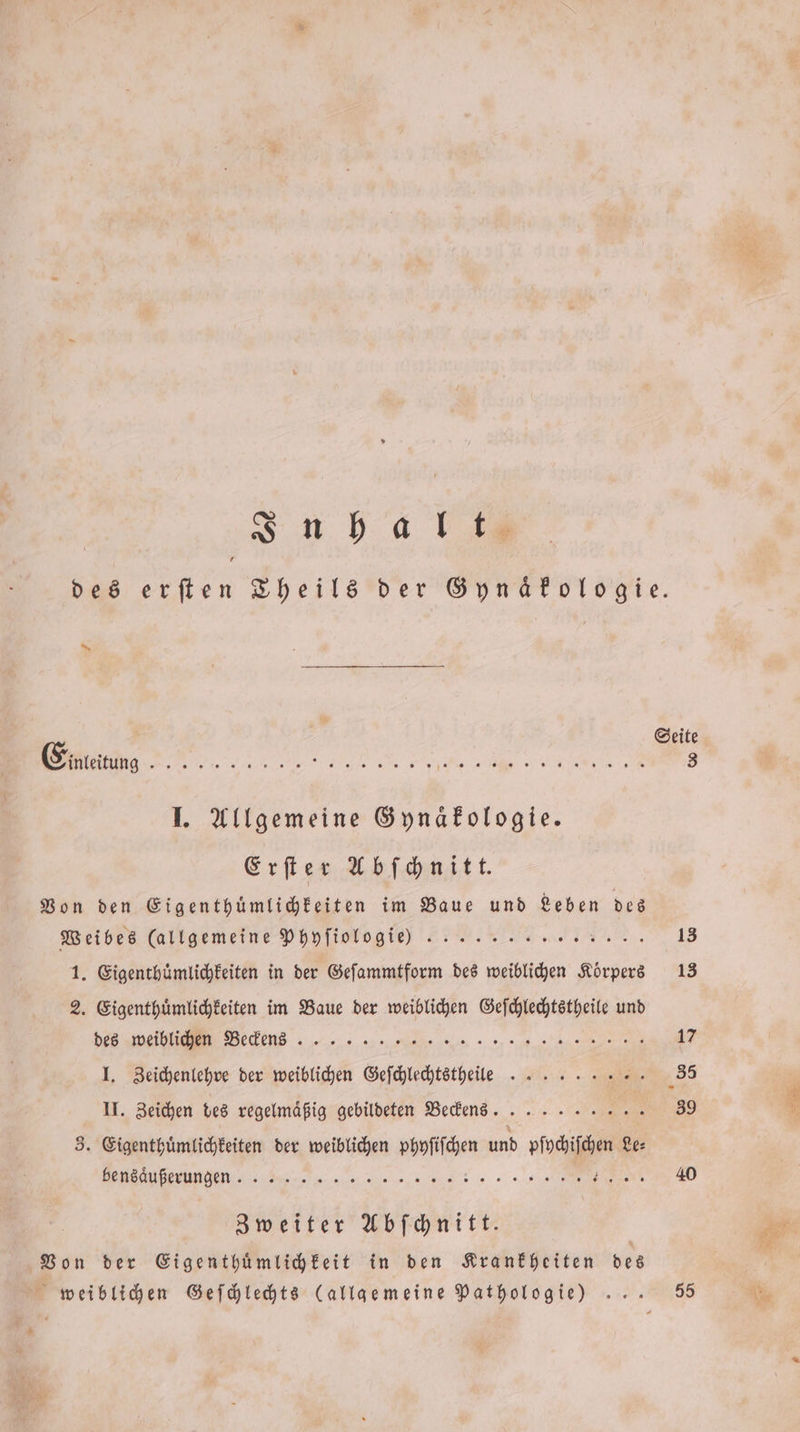 Inhalt
des erſten Theils der Gynäkologie.
Seite
Einleitung . . . . . . . . . . . . . . . . . . . . . . . . . . . . . . 3
I. Allgemeine Gynäkologie.
Erſter Abſchnitt.
Von den Eigenthümlichkeiten im Baue und Leben des
Weibes (allgemeine Phyſiologie) . . . . . . . . . . . . . . . 13
1. Eigenthümlichkeiten in der Geſammtform des weiblichen Körpers 13
2. Eigenthümlichkeiten im Baue der weiblichen Geſchlechtstheile und
des weiblichen Beckens . . . . . . . . . . . . . . . . . . . . . . . 17
I. Zeichenlehre der weiblichen Geſchlechtstheile . . . . . . . . . 35
II. Zeichen des regelmäßig gebildeten Beckens. . . . . . . . . . 39
3. Eigenthümlichkeiten der weiblichen phyſiſchen und pſychiſchen Le-
bensäußerungen . . . . . . . . . . . . . . . . . . . . . . . . . . . 40
Zweiter Abſchnitt.
Von der Eigenthümlichkeit in den Krankheiten des
weiblichen Geſchlechts (allgemeine Pathologie) . . . 55